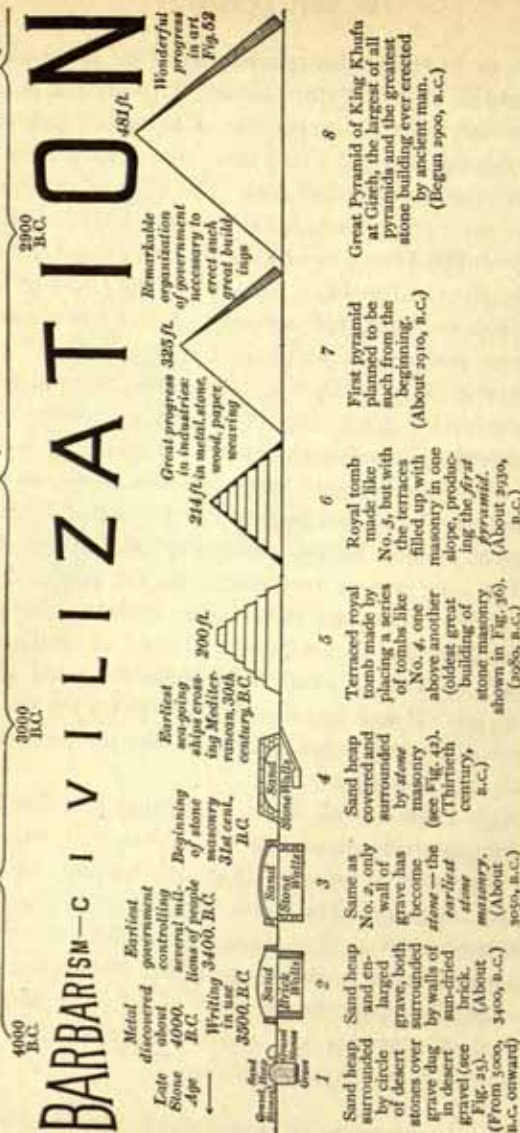 4000
B.C.
3000
B.C.
2900
B.C.
BARBARISM—CIVILIZATION
Late
Stone
Age
Metal
discovered
about
4000,
B.C.
Writing
in use
3500, B.C.
Earliest
government
controlling
several mil-
lions of people
3400, B.C.
Beginning
of stone
masonry
31st cent.,
B.C.
Earliest
sea-going
ships cross-
ing Mediter-
ranean, 30th
century, B.C.
Great progress
in industries:
in metal, stone,
wood, paper,
weaving
Remarkable
organization
of government
necessary to
erect such
great build-
ings
Wonderful
progress
in art
Fig. 52
200 ft.
214 ft.
325 ft.
481 ft.
Sand
Heap
Grave
Sand
Brick
Walls
Sand
Stone
Walls
Sand
Stone Walls
1
Sand heap
surrounded
by circle
of desert
stones over
grave dug
in desert
gravel (see
Fig. 25).
(From 5000,
B.C. onward)
2
Sand heap
and en-
larged
grave, both
surrounded
by walls of
sun-dried
brick.
(About
3400, B.C.)
3
Same as
No. 2, only
wall of
grave has
become
stone—the
earliest
stone
masonry.
(About
3050, B.C.)
4
Sand heap
covered and
surrounded
by stone
masonry
(see Fig. 42).
(Thirtieth
century,
B.C.)
5
Terraced royal
tomb made by
placing a series
of tombs like
No. 4, one
above another
(oldest great
building of
stone masonry
shown in Fig. 36).
(2980, B.C.)
6
Royal tomb
made like
No. 5, but with
the terraces
filled up with
masonry in one
slope, produc-
ing the first
pyramid.
(About 2930,
B.C.)
7
First pyramid
planned to be
such from the
beginning.
(About 2910, B.C.)
8
Great Pyramid of King Khufu
at Gizeh, the largest of all
pyramids and the greatest
stone building ever erected
by ancient man.
(Begun 2900, B.C.)